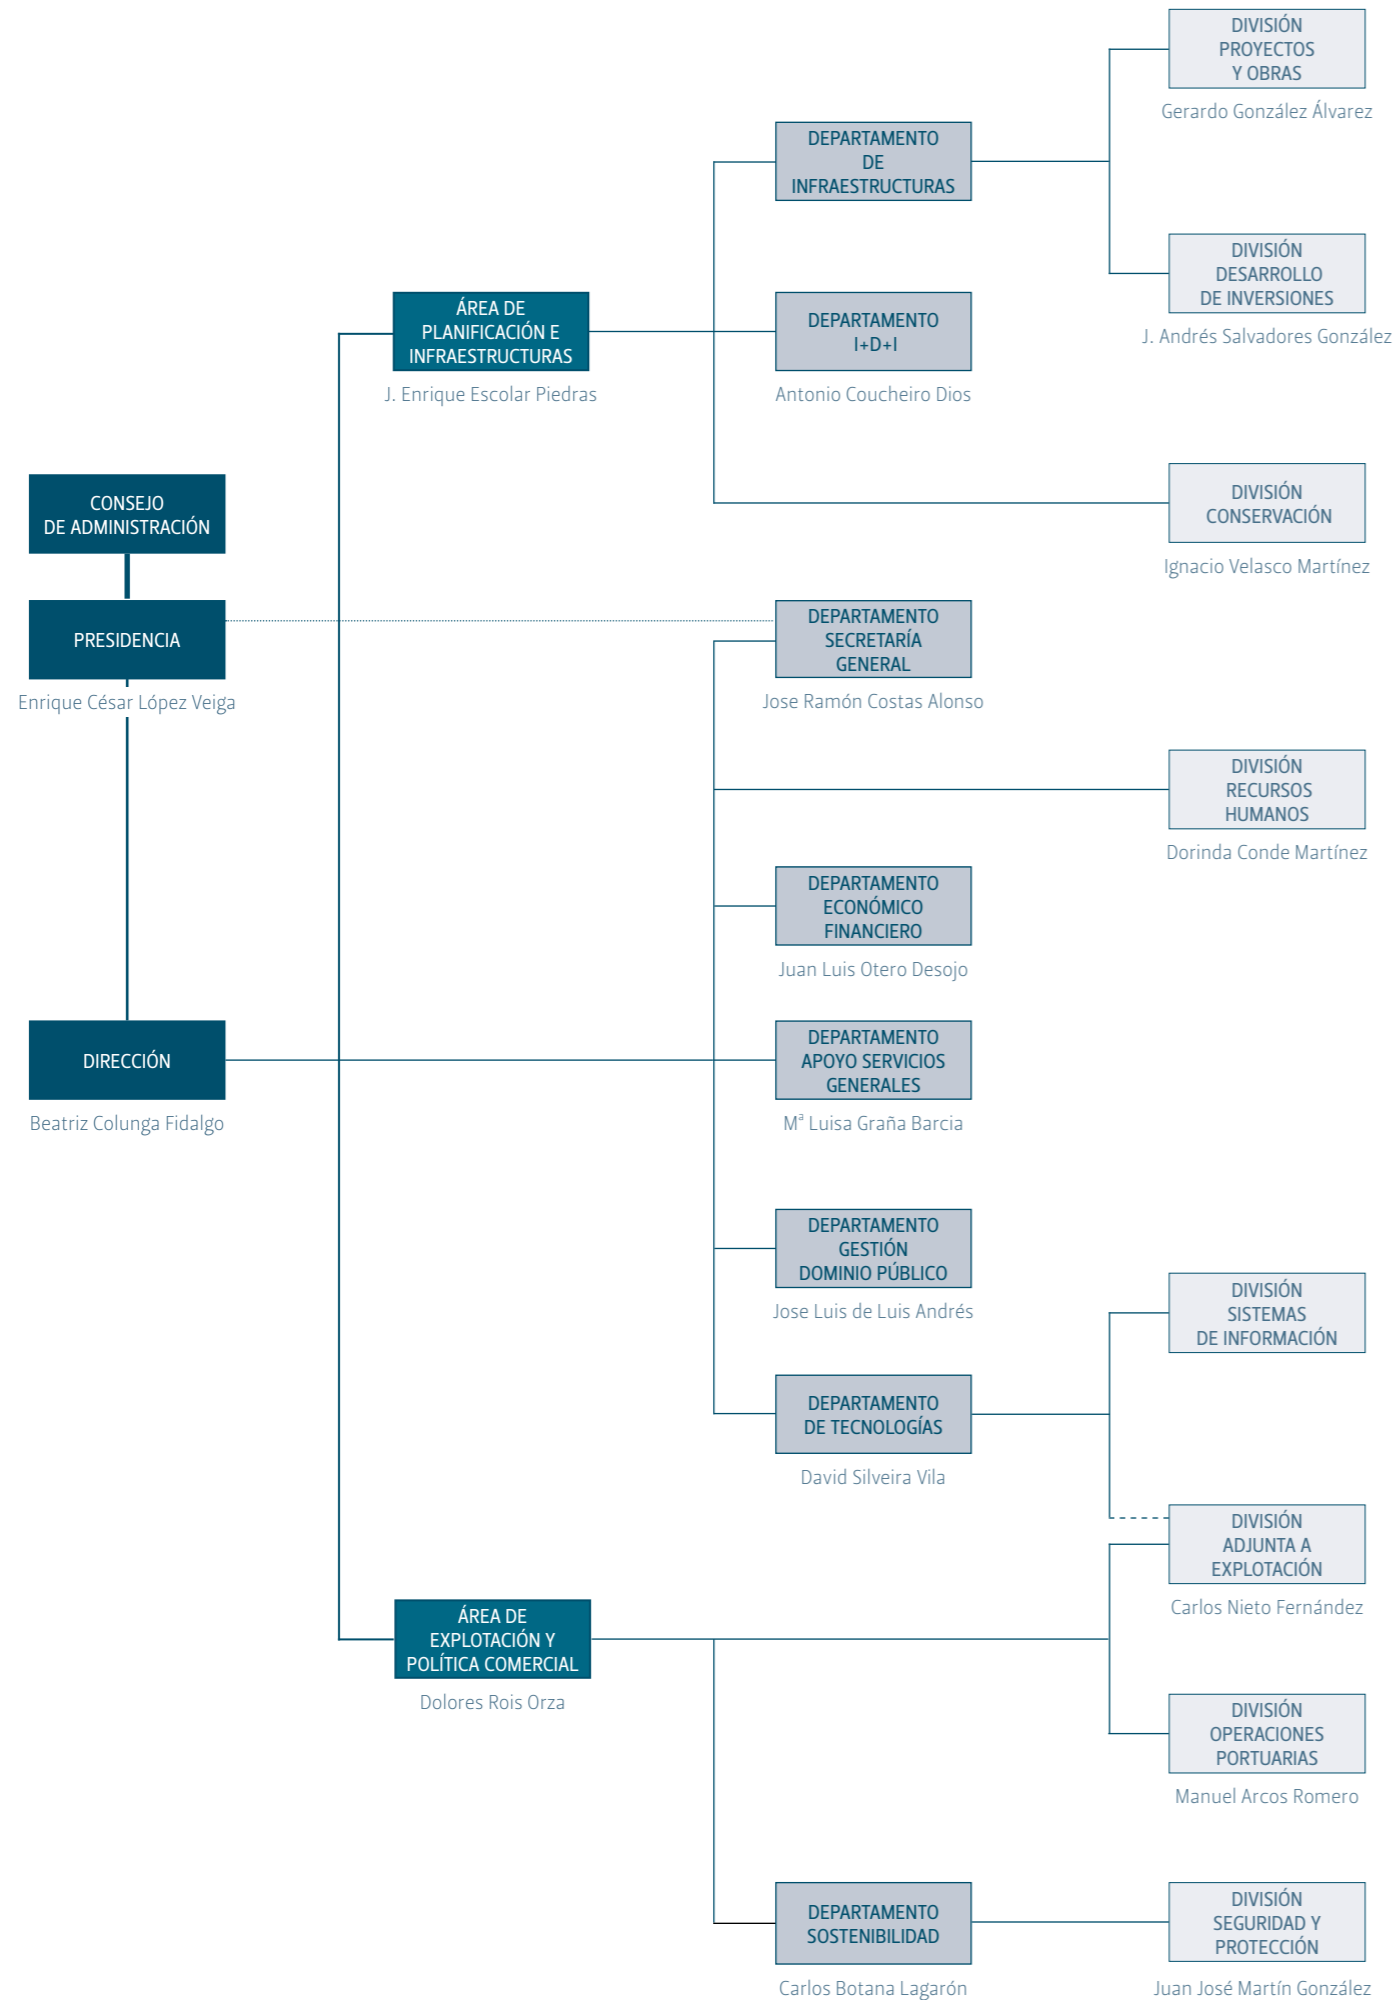 DIVISIÓN
PROYECTOS
Y OBRAS
Gerardo González Álvarez
DEPARTAMENTO
DE
INFRAESTRUCTURAS
DIVISIÓN
DESARROLLO
DE INVERSIONES
J. Andrés Salvadores González
ÁREA DE
PLANIFICACIÓN E
INFRAESTRUCTURAS
J. Enrique Escolar Piedras
DEPARTAMENTO
I+D+I
Antonio Coucheiro Dios
DIVISIÓN
CONSERVACIÓN
Ignacio Velasco Martínez
CONSEJO
DE ADMINISTRACIÓN
PRESIDENCIA
Enrique César López Veiga
DEPARTAMENTO
SECRETARÍA
GENERAL
Jose Ramón Costas Alonso
DIVISIÓN
RECURSOS
HUMANOS
Dorinda Conde Martínez
DEPARTAMENTO
ECONÓMICO
FINANCIERO
Juan Luis Otero Desojo
DIRECCIÓN
Beatriz Colunga Fidalgo
DEPARTAMENTO
APOYO SERVICIOS
GENERALES
Mª Luisa Graña Barcia
DEPARTAMENTO
GESTIÓN
DOMINIO PÚBLICO
Jose Luis de Luis Andrés
DIVISIÓN
SISTEMAS
DE INFORMACIÓN
DEPARTAMENTO
DE TECNOLOGÍAS
David Silveira Vila
DIVISIÓN
ADJUNTA A
EXPLOTACIÓN
Carlos Nieto Fernández
ÁREA DE
EXPLOTACIÓN Y
POLÍTICA COMERCIAL
Dolores Rois Orza
DIVISIÓN
OPERACIONES
PORTUARIAS
Manuel Arcos Romero
DEPARTAMENTO
SOSTENIBILIDAD
Carlos Botana Lagarón
DIVISIÓN
SEGURIDAD Y
PROTECCIÓN
Juan José Martín González